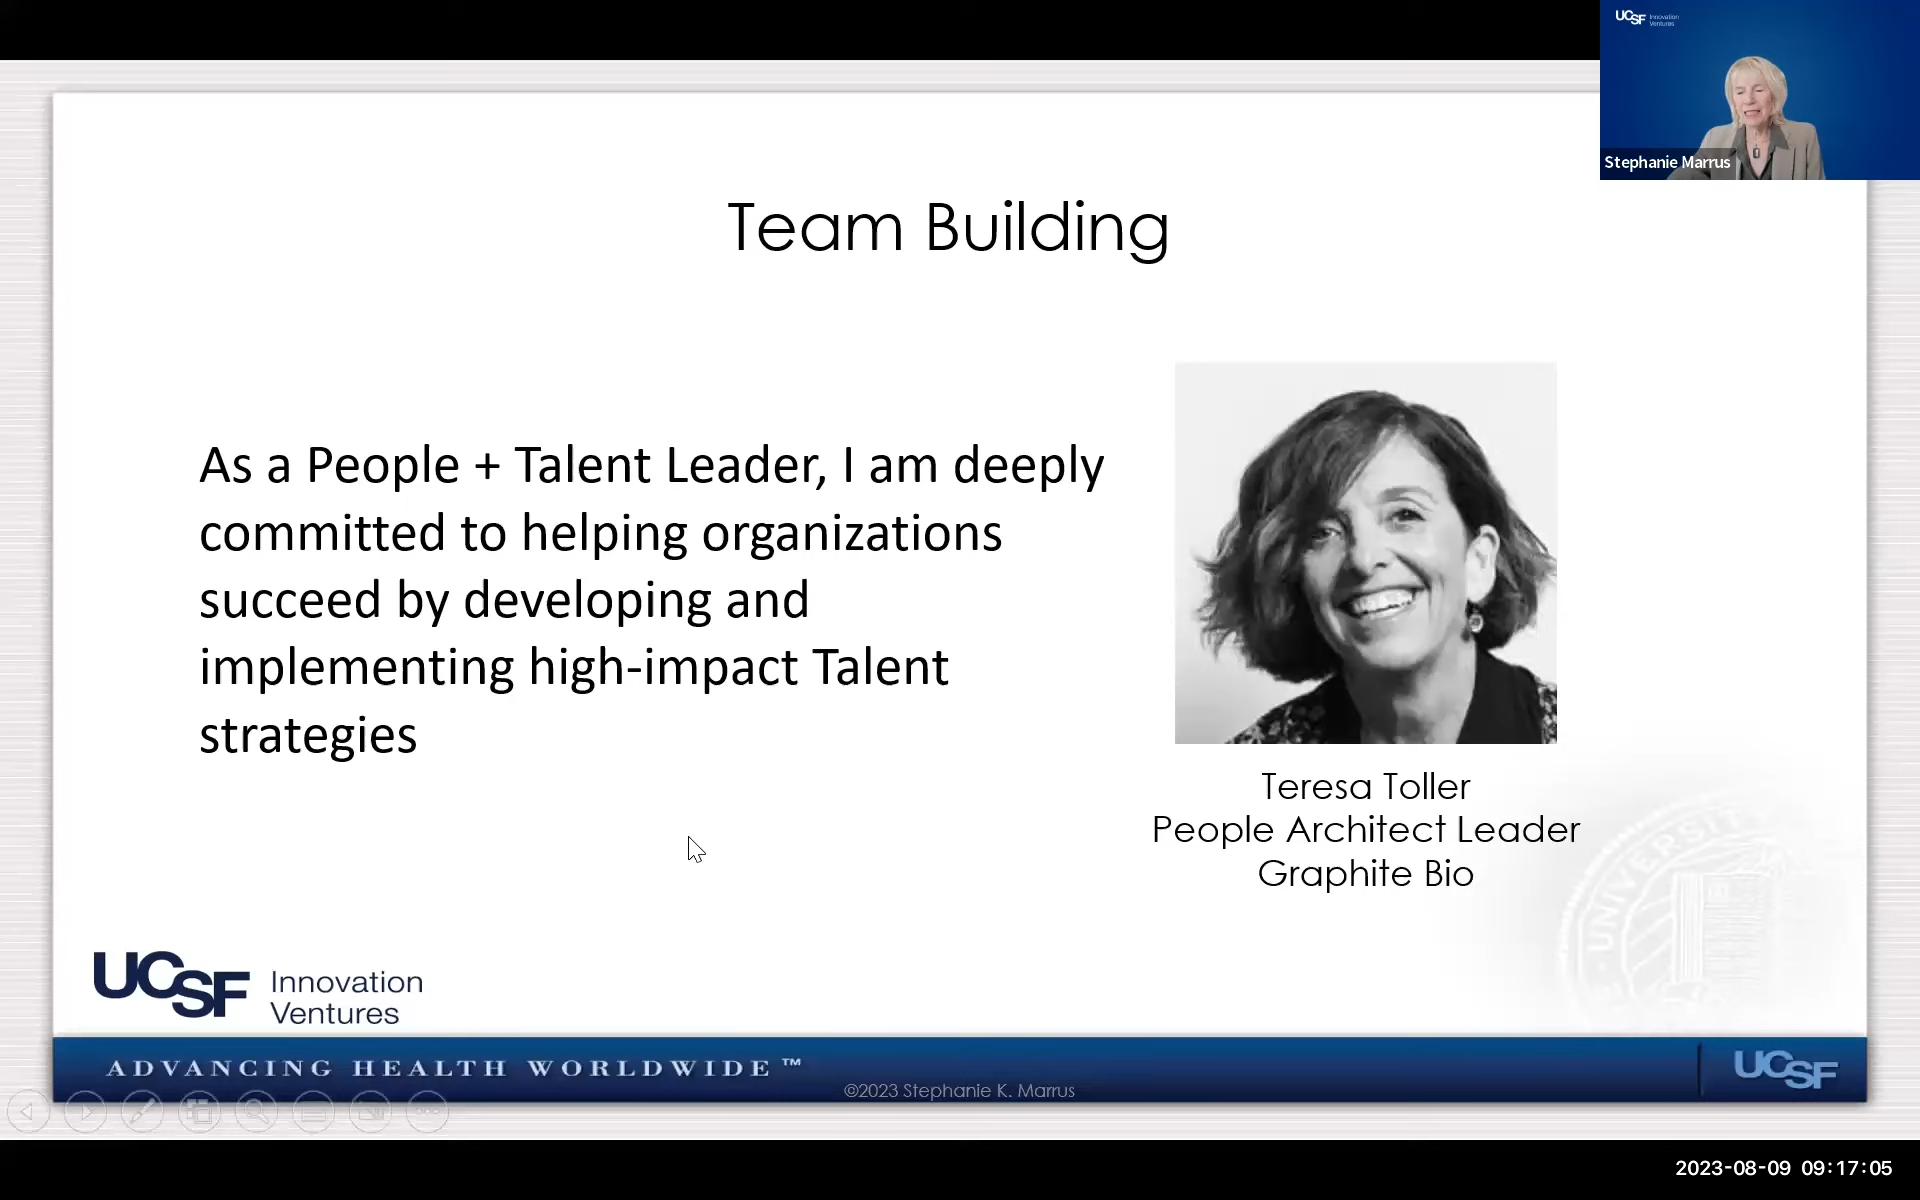 UCSF Innovation
Ventures
Stephanie Marrus
Team Building
As a People + Talent Leader, I am deeply
committed to helping organizations
succeed by developing and
implementing high-impact Talent
strategies
Teresa Toller
People Architect Leader
Graphite Bio
UNIVERSITY
UCSF Innovation
Ventures
ADVANCING HEALTH WORLDWIDE™
UCSF
©2023 Stephanie K. Marrus
2023-08-09 09:17:05